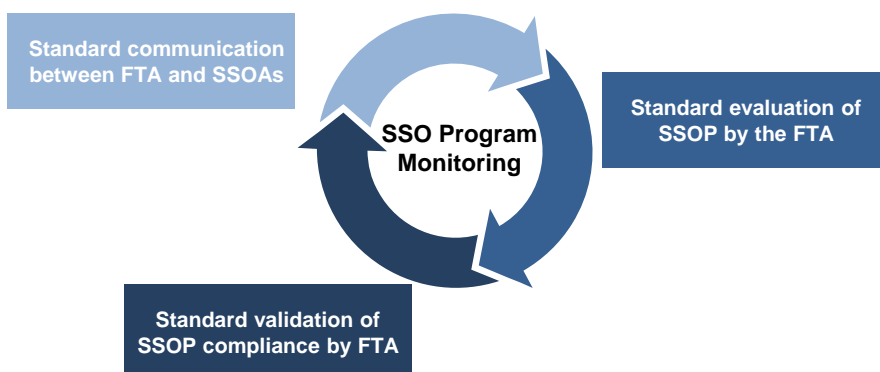 Standard communication
between FTA and SSOAs
SSO Program
Monitoring
Standard evaluation of
SSOP by the FTA
Standard validation of
SSOP compliance by FTA